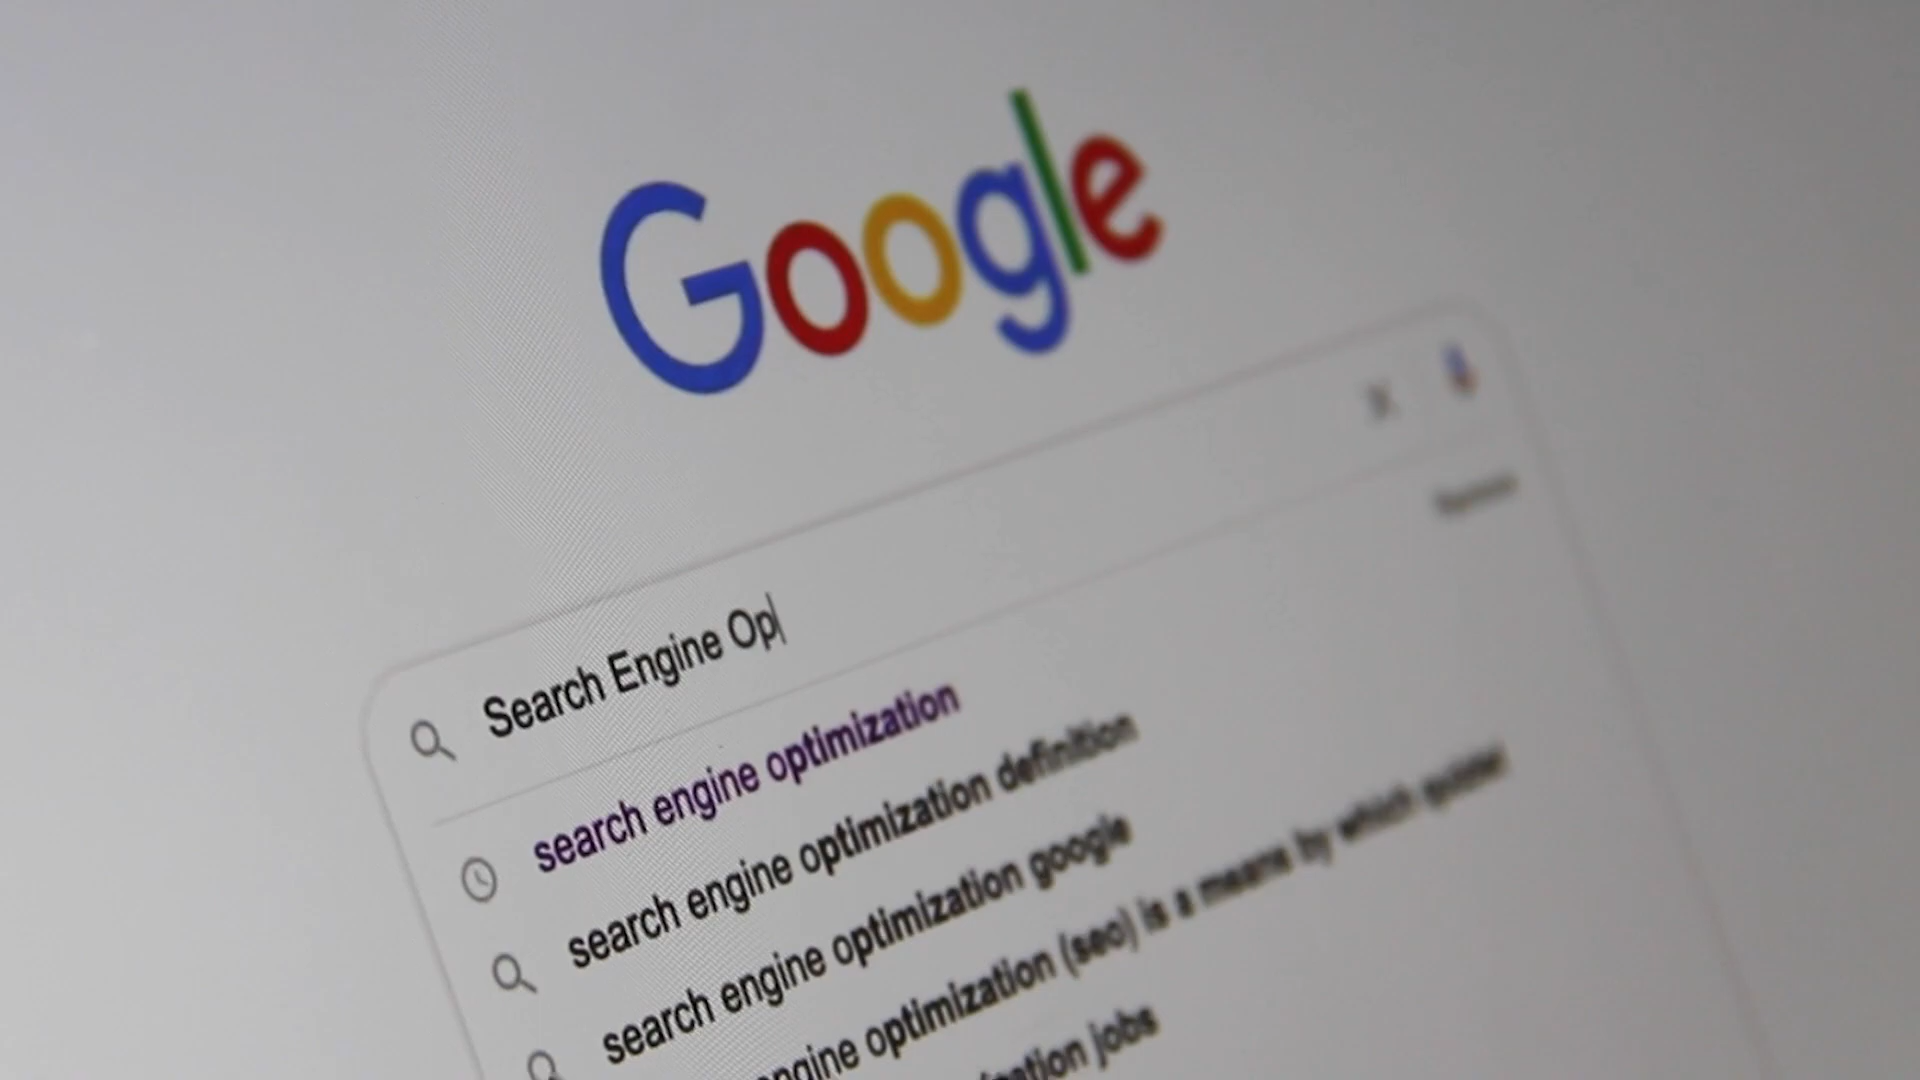 Google
Search Engine Op
search engine optimization
search engine optimization definition
search engine optimization google
engine optimization (seo) is a means by which
jobs